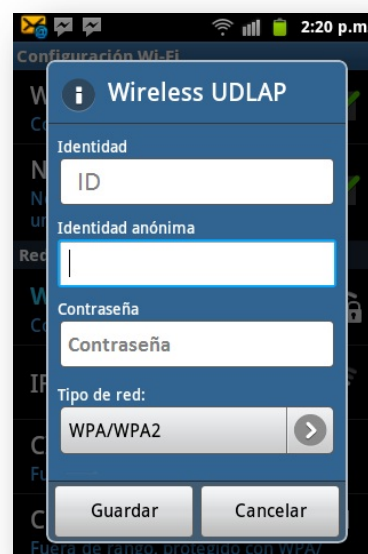 2:20 p.m
Configuración Wi-Fi
Wireless UDLAP
Identidad
ID
Identidad anónima
Contraseña
Contraseña
Tipo de red:
WPA/WPA2
Guardar
Cancelar
Fuera de rango, protegido con WPA/